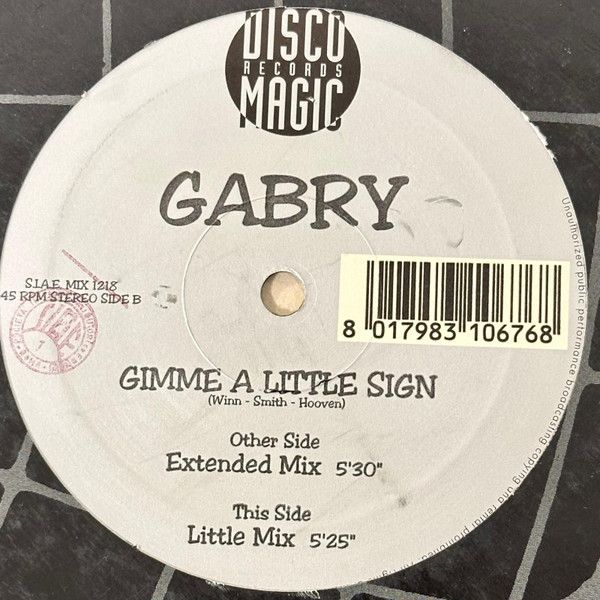 DISCO
RECORDS
MAGIC
GABRY
S.I.A.E. MIX 1218
45 RPM STEREO SIDE B
8 017983 106768
GIMME A LITTLE SIGN
(Winn - Smith - Hooven)
Other Side
Extended Mix 5'30"
This Side
Little Mix 5'25"
Unauthorized public performance broadcasting copying and rental prohibited